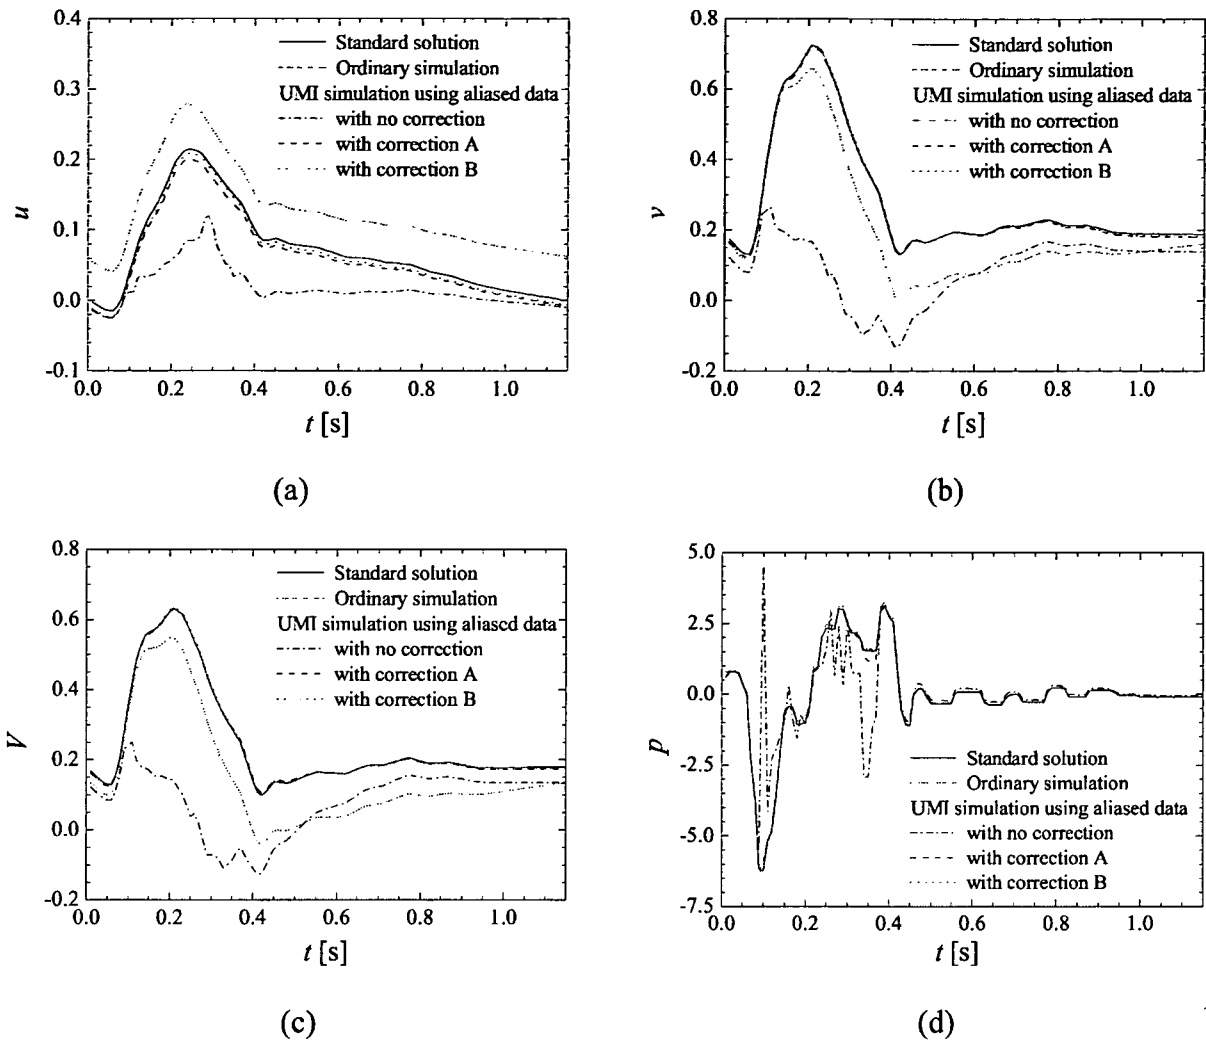 0.4
0.3
0.2
0.1
0.0
-0.1
u
Standard solution
Ordinary simulation
UMI simulation using aliased data
with no correction
with correction A
with correction B
0.0 0.2 0.4 0.6 0.8 1.0
t [s]
(a)
0.8
0.6
0.4
0.2
0.0
-0.2
v
Standard solution
Ordinary simulation
UMI simulation using aliased data
with no correction
with correction A
with correction B
0.0 0.2 0.4 0.6 0.8 1.0
t [s]
(b)
0.8
0.6
0.4
0.2
0.0
-0.2
V
Standard solution
Ordinary simulation
UMI simulation using aliased data
with no correction
with correction A
with correction B
0.0 0.2 0.4 0.6 0.8 1.0
t [s]
(c)
5.0
2.5
0.0
-2.5
-5.0
-7.5
p
Standard solution
Ordinary simulation
UMI simulation using aliased data
with no correction
with correction A
with correction B
0.0 0.2 0.4 0.6 0.8 1.0
t [s]
(d)